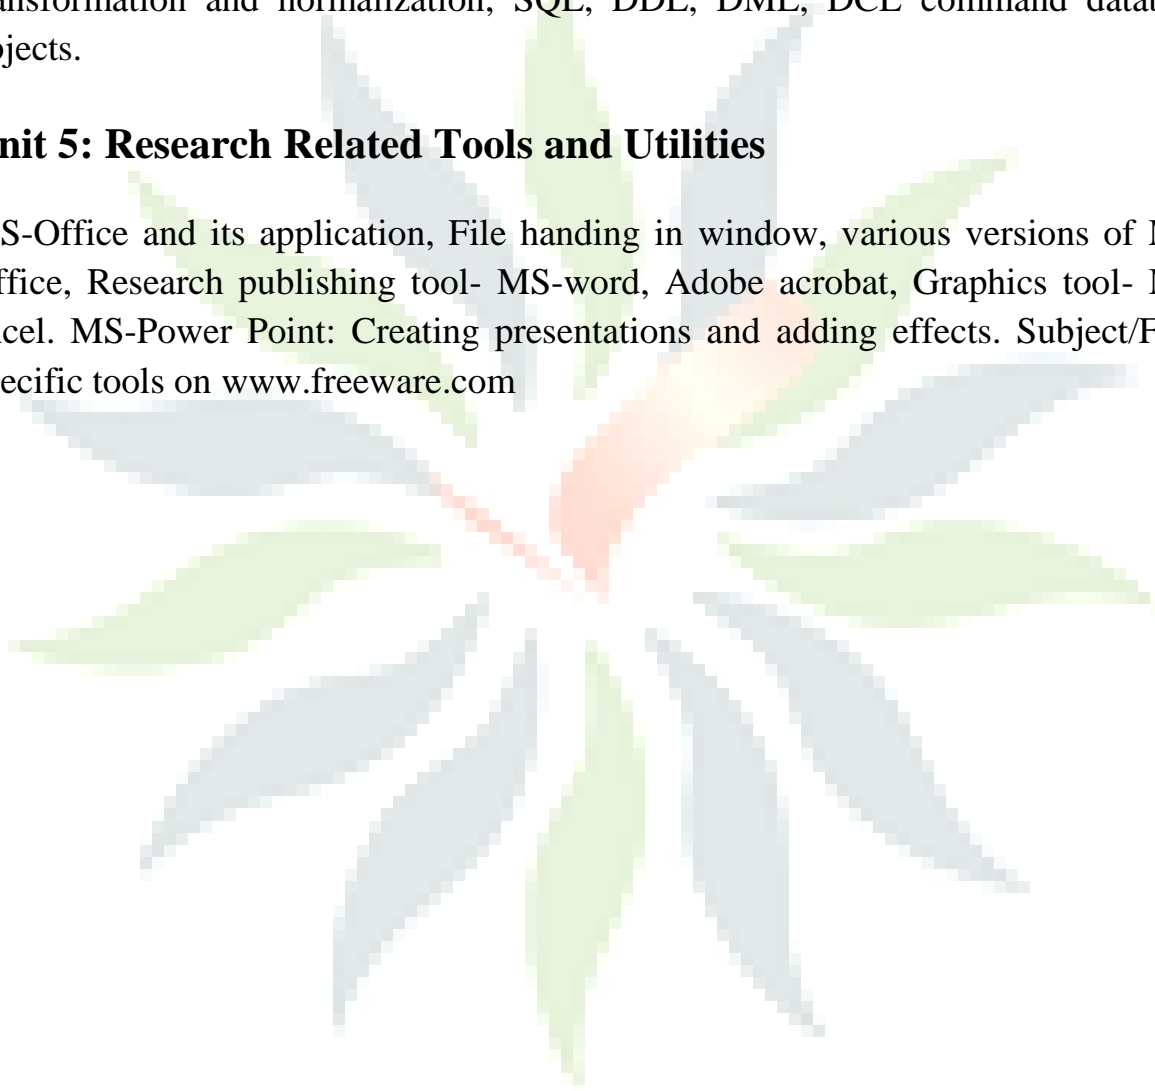 ansformation and normalization, SQL, DDL, DML, DCL command datab
jects.
nit 5: Research Related Tools and Utilities
S-Office and its application, File handing in window, various versions of M
ffice, Research publishing tool- MS-word, Adobe acrobat, Graphics tool- M
cel. MS-Power Point: Creating presentations and adding effects. Subject/F
ecific tools on www.freeware.com